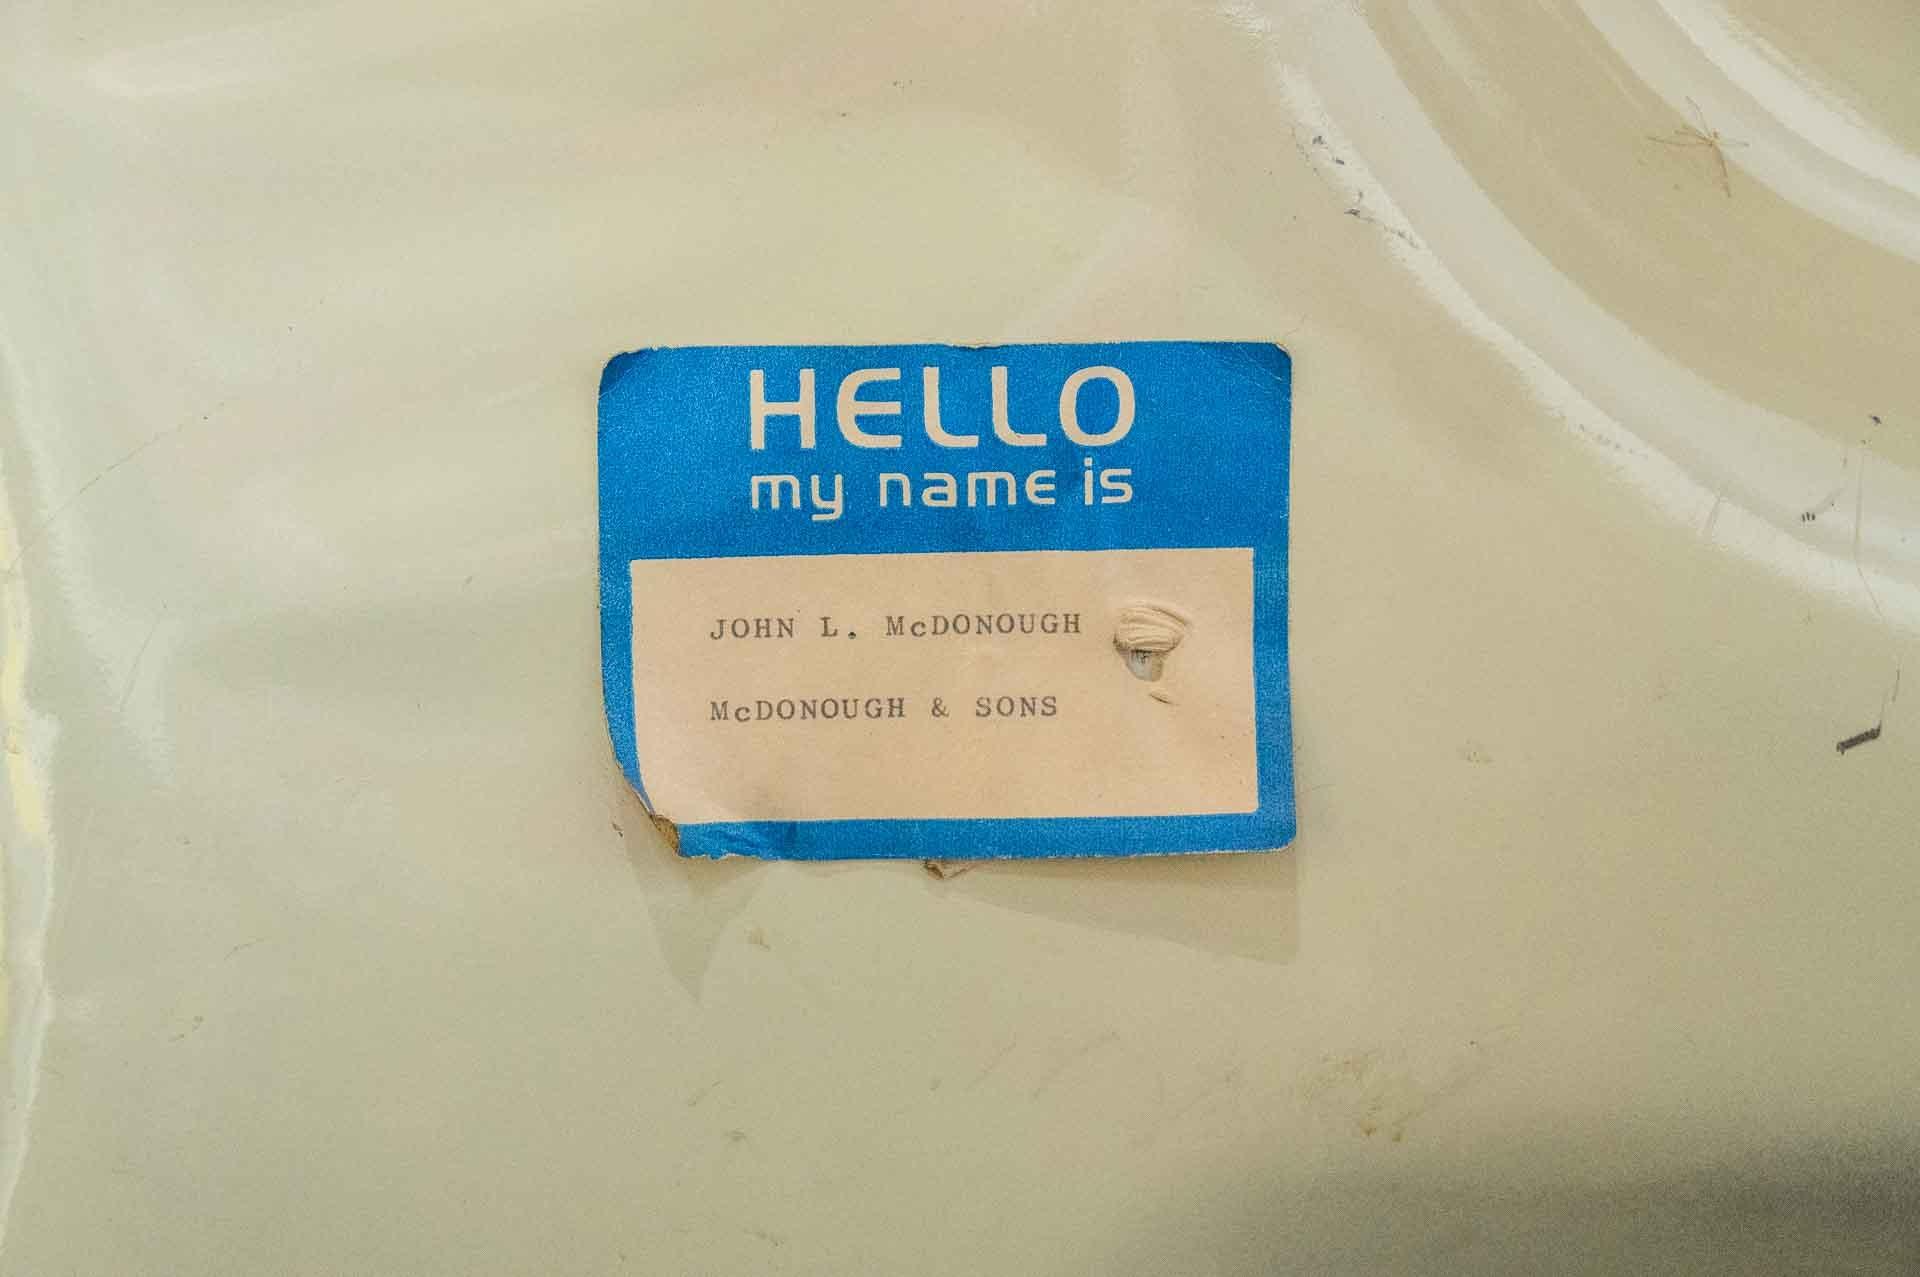 HELLO
my name is
JOHN L. McDONOUGH
McDONOUGH & SONS